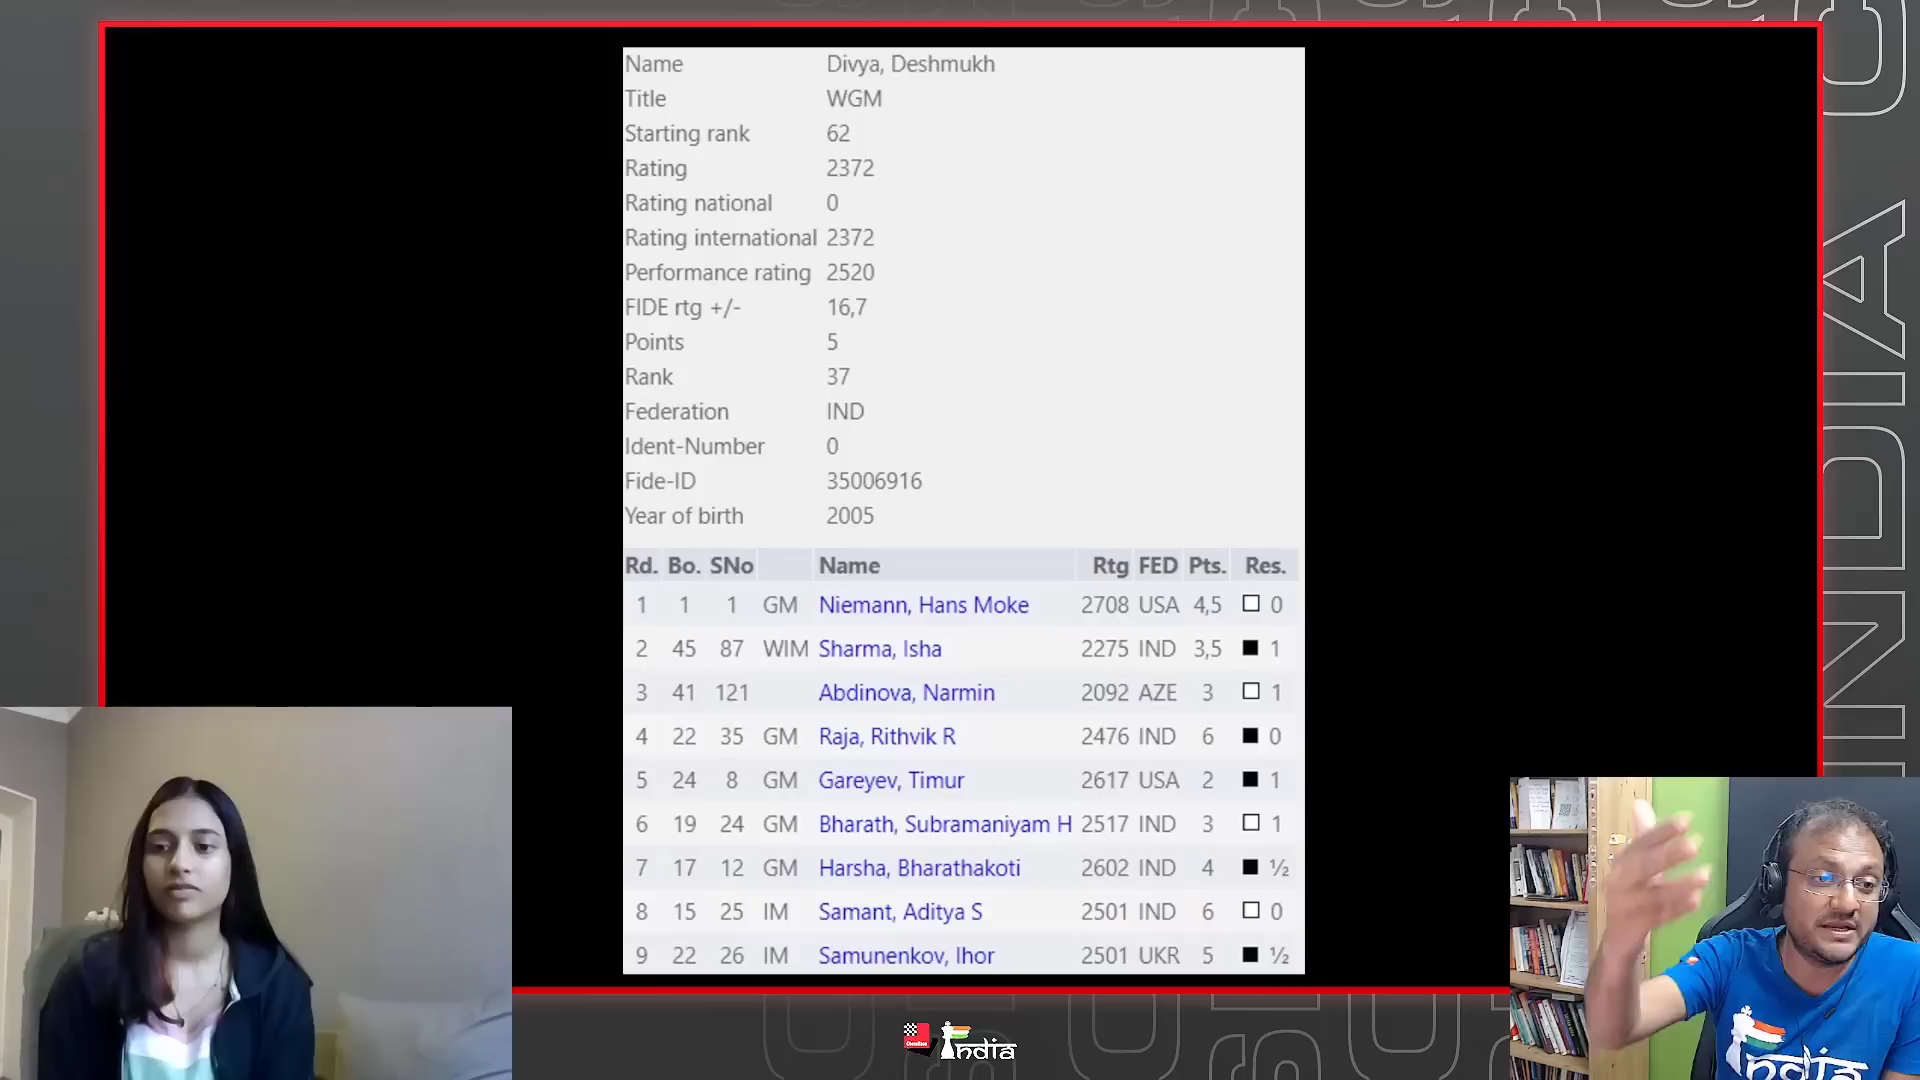 Name Divya, Deshmukh
Title WGM
Starting rank 62
Rating 2372
Rating national 0
Rating international 2372
Performance rating 2520
FIDE rtg +/- 16,7
Points 5
Rank 37
Federation IND
Ident-Number 0
Fide-ID 35006916
Year of birth 2005
Rd. Bo. SNo Name Rtg FED Pts. Res.
1 1 1 GM Niemann, Hans Moke 2708 USA 4,5 0
2 45 87 WIM Sharma, Isha 2275 IND 3,5 1
3 41 121 Abdinova, Narmin 2092 AZE 3 1
4 22 35 GM Raja, Rithvik R 2476 IND 6 0
5 24 8 GM Gareyev, Timur 2617 USA 2 1
6 19 24 GM Bharath, Subramaniyam H 2517 IND 3 1
7 17 12 GM Harsha, Bharathakoti 2602 IND 4 ½
8 15 25 IM Samant, Aditya S 2501 IND 6 0
9 22 26 IM Samunenkov, Ihor 2501 UKR 5 ½
INDIA
India
India